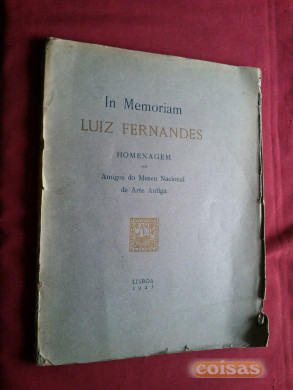 In Memoriam
LUIZ FERNANDES
HOMENAGEM
DOS
Amigos do Museu Nacional
de Arte Antiga
LISBOA
coisas